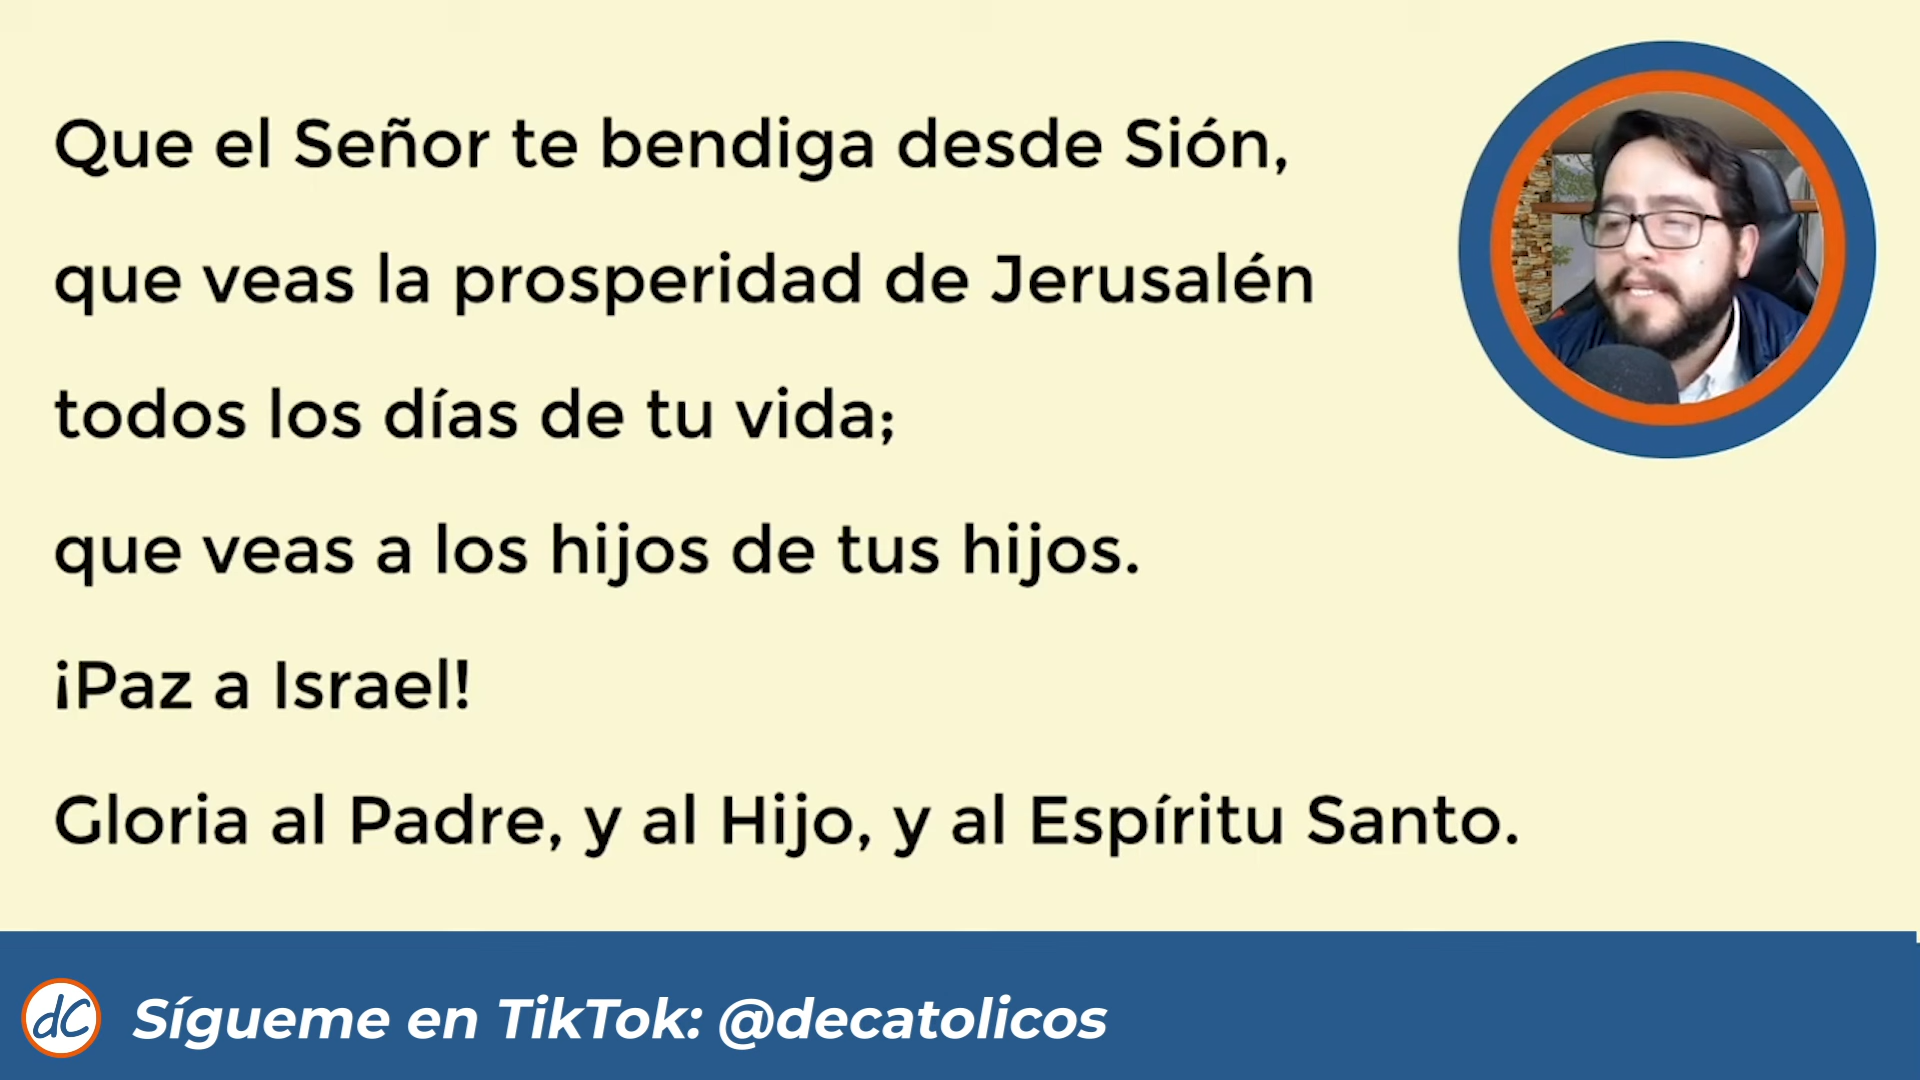 Que el Señor te bendiga desde Sión,
que veas la prosperidad de Jerusalén
todos los días de tu vida;
que veas a los hijos de tus hijos.
¡Paz a Israel!
Gloria al Padre, y al Hijo, y al Espíritu Santo.
dC Sígueme en TikTok: @decatolicos